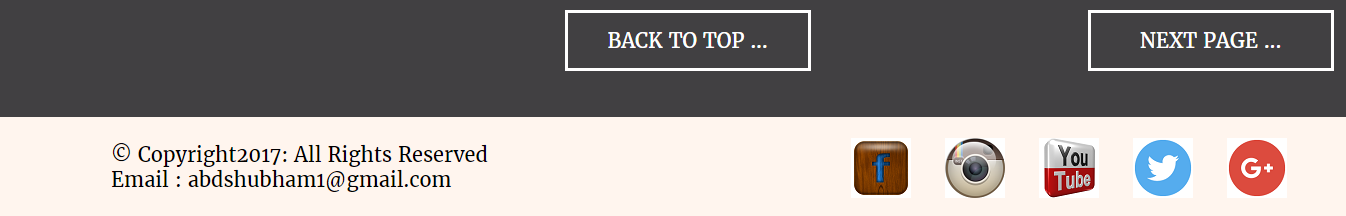 BACK TO TOP ...
NEXT PAGE ...
© Copyright2017: All Rights Reserved
Email : abdshubham1@gmail.com
f
You
Tube
G+